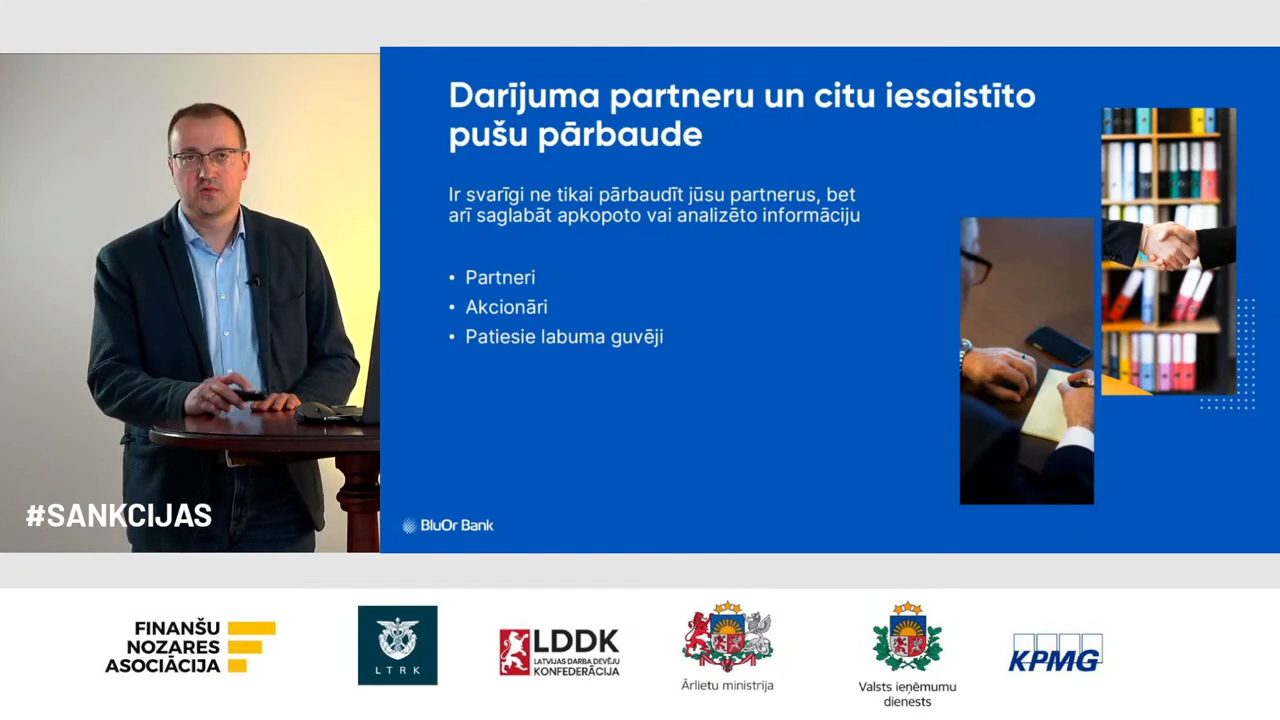 Darījuma partneru un citu iesaistīto
pušu pārbaude
Ir svarīgi ne tikai pārbaudīt jūsu partnerus, bet
arī saglabāt apkopoto vai analizēto informāciju
• Partneri
• Akcionāri
• Patiesie labuma guvēji
#SANKCIJAS
BluOr Bank
FINANŠU
NOZARES
ASOCIĀCIJA
LTRK
LDDK
LATVIJAS DARBA DEVĒJU
KONFEDERĀCIJA
Ārlietu ministrija
Valsts ieņēmumu
dienests
KPMG